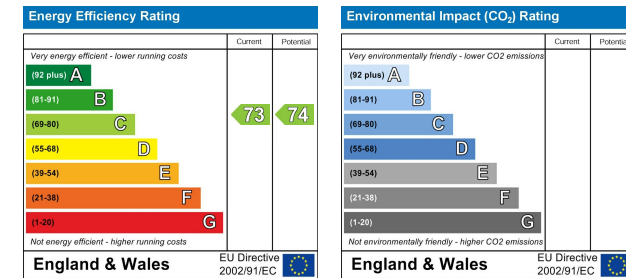 Energy Efficiency Rating
Current Potential
Very energy efficient - lower running costs
(92 plus) A
(81-91) B
(69-80) C
73 74
(55-68) D
(39-54) E
(21-38) F
(1-20) G
Not energy efficient - higher running costs
England & Wales
EU Directive
2002/91/EC
Environmental Impact (CO₂) Rating
Current Potential
Very environmentally friendly - lower CO2 emissions
(92 plus) A
(81-91) B
(69-80) C
(55-68) D
(39-54) E
(21-38) F
(1-20) G
Not environmentally friendly - higher CO2 emissions
England & Wales
EU Directive
2002/91/EC